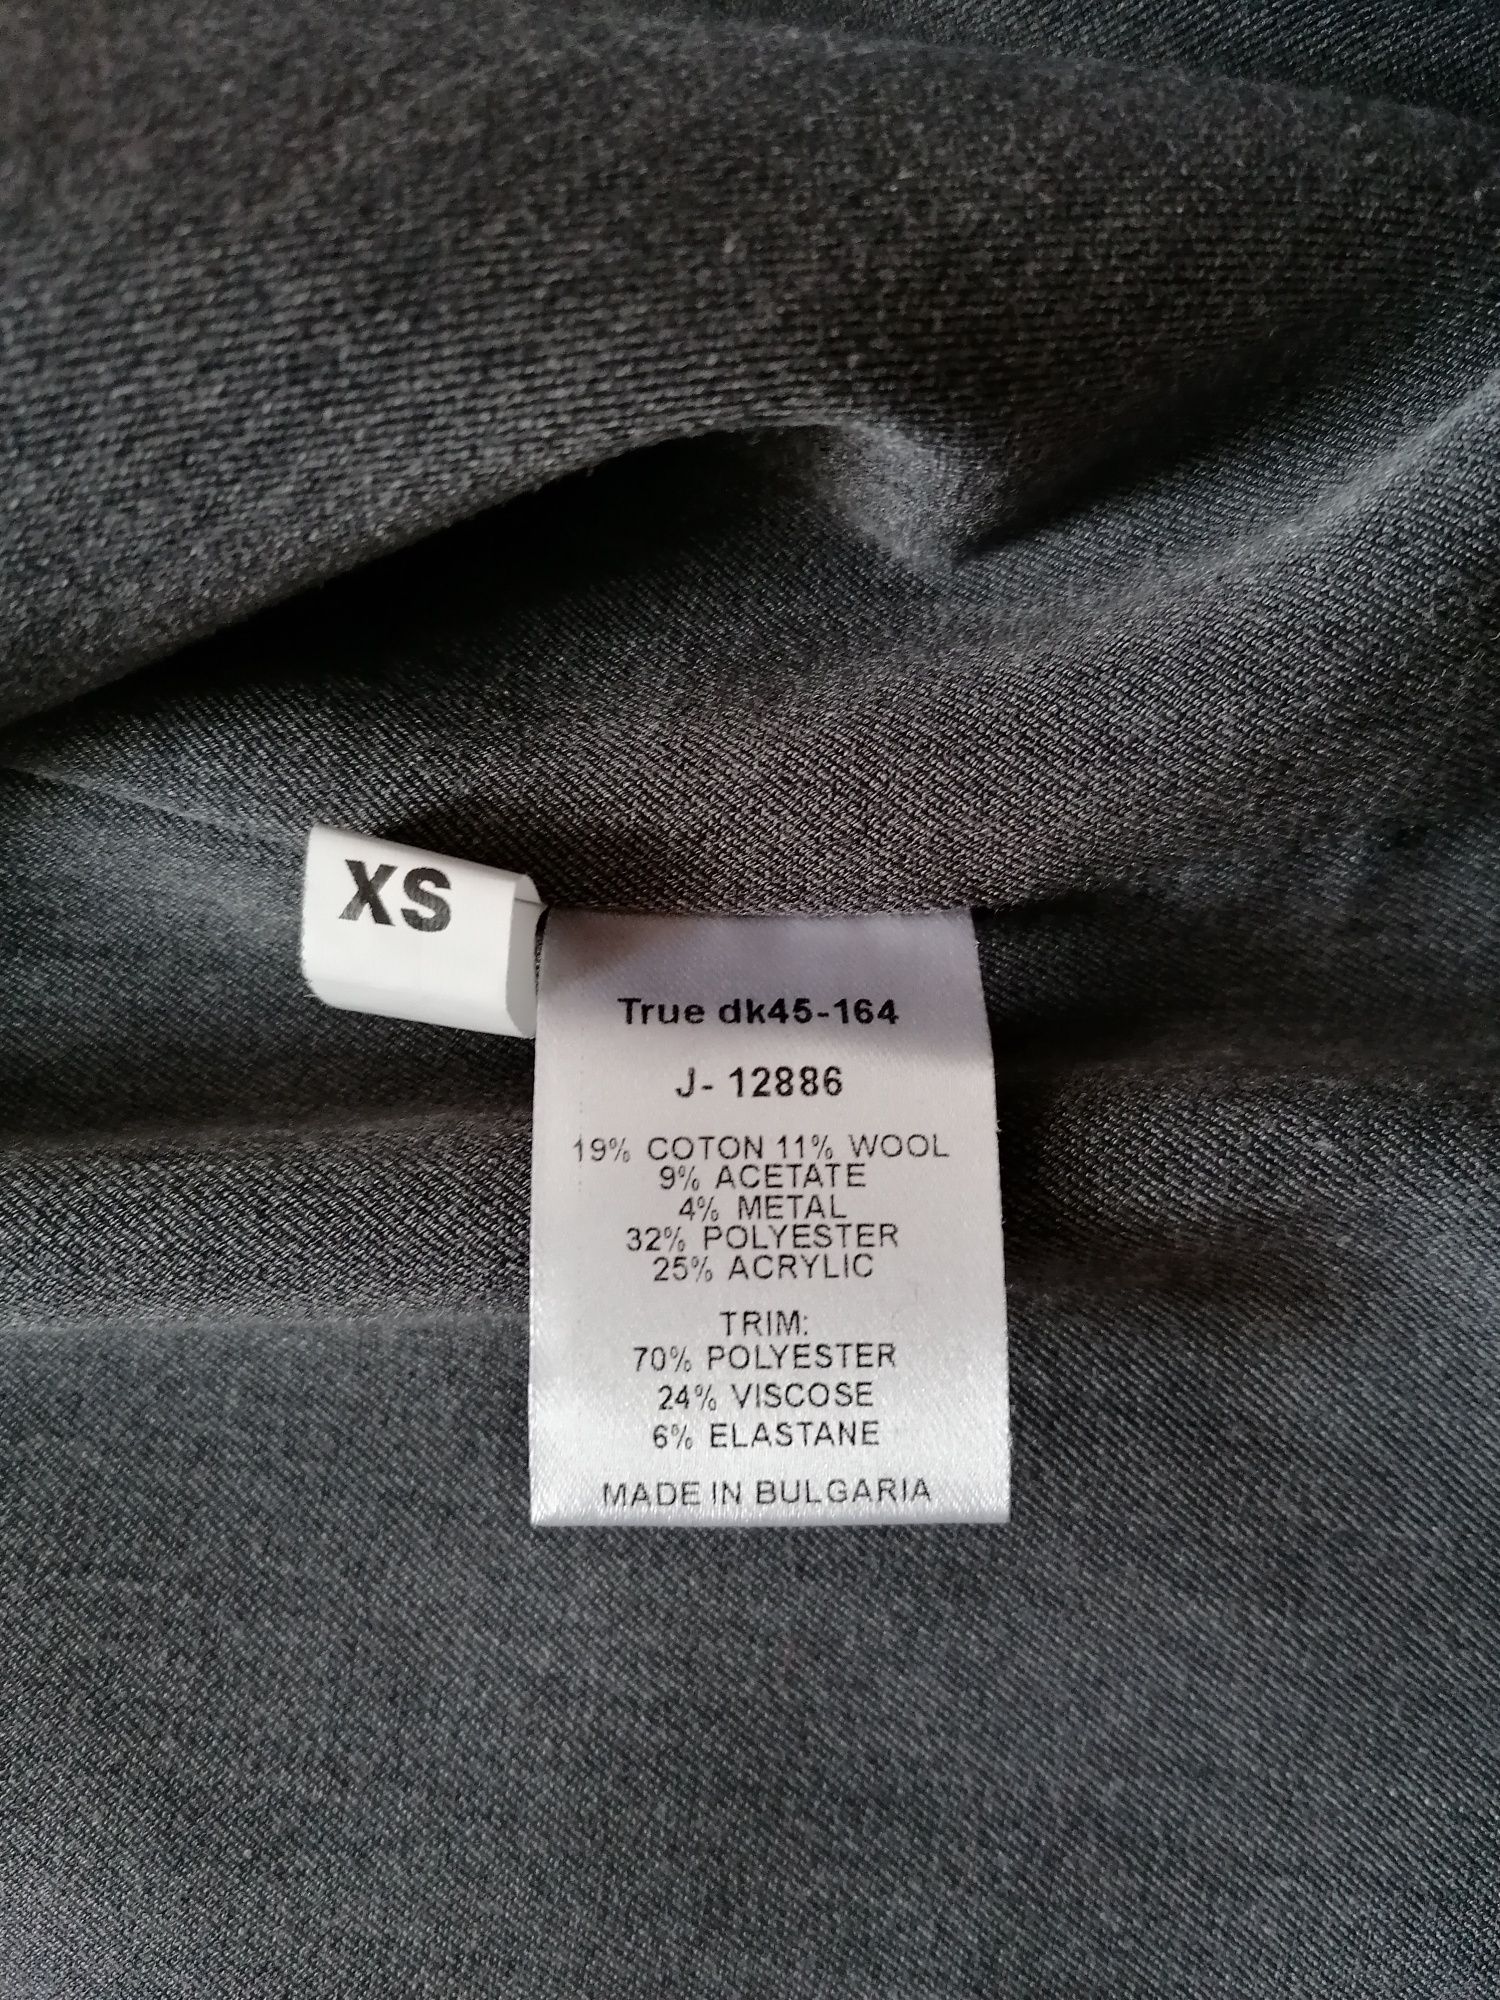 XS
True dk45-164
J- 12886
19% COTON 11% WOOL
9% ACETATE
4% METAL
32% POLYESTER
25% ACRYLIC
TRIM:
70% POLYESTER
24% VISCOSE
6% ELASTANE
MADE IN BULGARIA